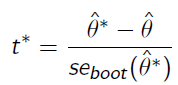 t* = (θ̂* − θ̂) / se_boot(θ̂*)